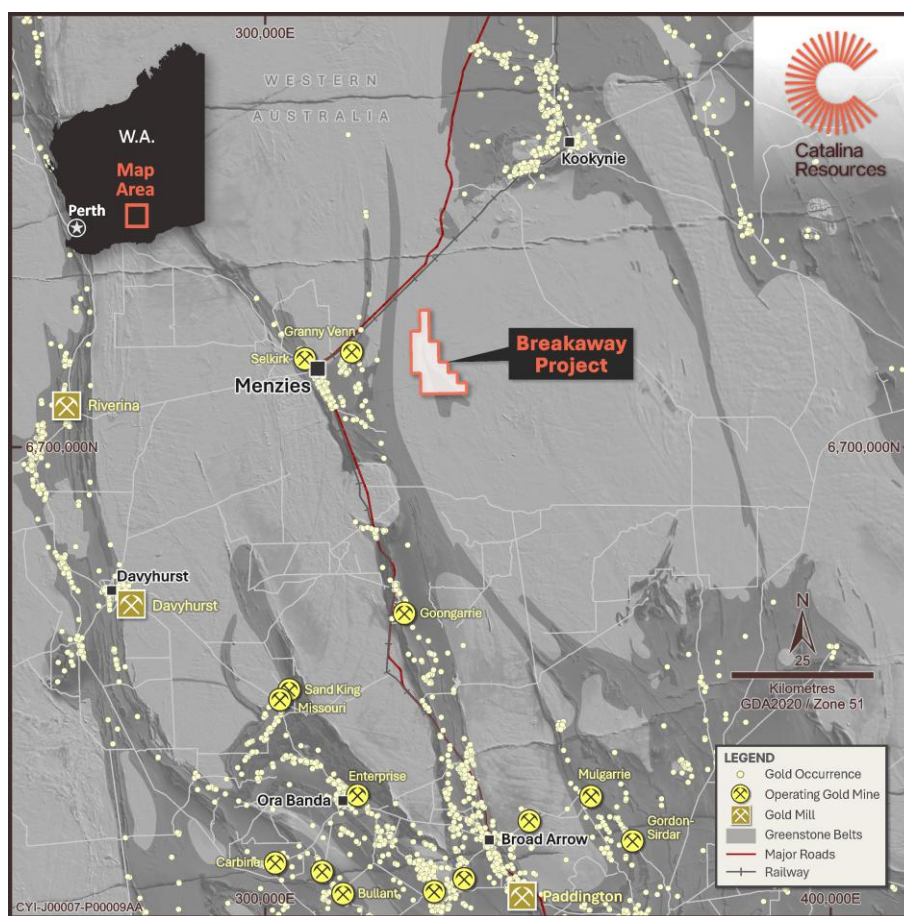 300,000E
WESTERN
AUSTRALIA
W.A.
Map
Area
Perth
Catalina
Resources
Kookynie
Granny Venn
Selkirk
Menzies
Breakaway
Project
Riverina
6,700,000N
6,700,000N
Davyhurst
Davyhurst
Goongarrie
N
25
Kilometres
GDA2020 / Zone 51
Sand King
Missouri
Enterprise
Ora Banda
Mulgarrie
Broad Arrow
Gordon-
Sirdar
Carbine
Bullant
Paddington
LEGEND
Gold Occurrence
Operating Gold Mine
Gold Mill
Greenstone Belts
Major Roads
Railway
CYI-J00007-P00009AA
300,000E
400,000E